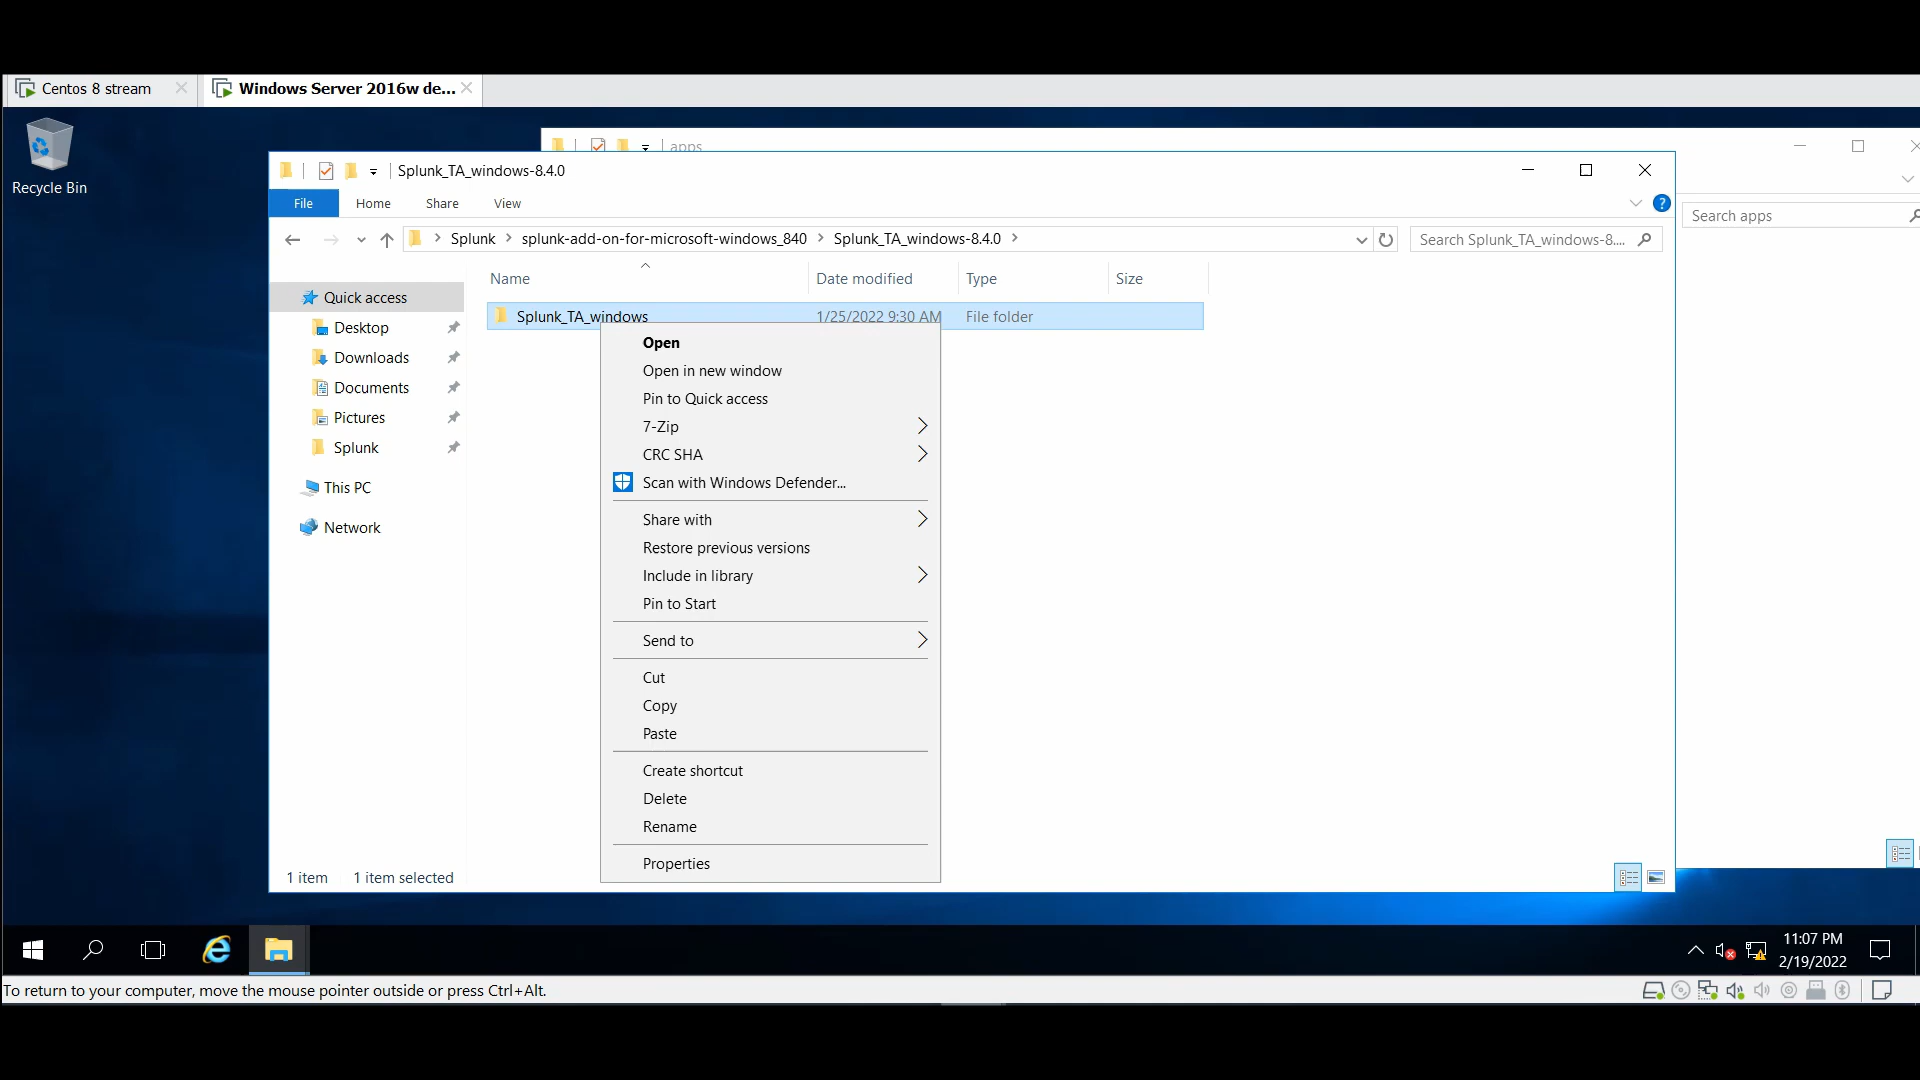 Centos 8 stream
Windows Server 2016w de...
Recycle Bin
apps
Splunk_TA_windows-8.4.0
File
Home
Share
View
?
Search apps
Splunk
splunk-add-on-for-microsoft-windows_840
Splunk_TA_windows-8.4.0
Search Splunk_TA_windows-8....
Name
Date modified
Type
Size
Quick access
Desktop
Downloads
Documents
Pictures
Splunk
This PC
Network
Splunk_TA_windows
1/25/2022 9:30 AM
File folder
Open
Open in new window
Pin to Quick access
7-Zip
CRC SHA
Scan with Windows Defender...
Share with
Restore previous versions
Include in library
Pin to Start
Send to
Cut
Copy
Paste
Create shortcut
Delete
Rename
Properties
1 item
1 item selected
11:07 PM
2/19/2022
To return to your computer, move the mouse pointer outside or press Ctrl+Alt.